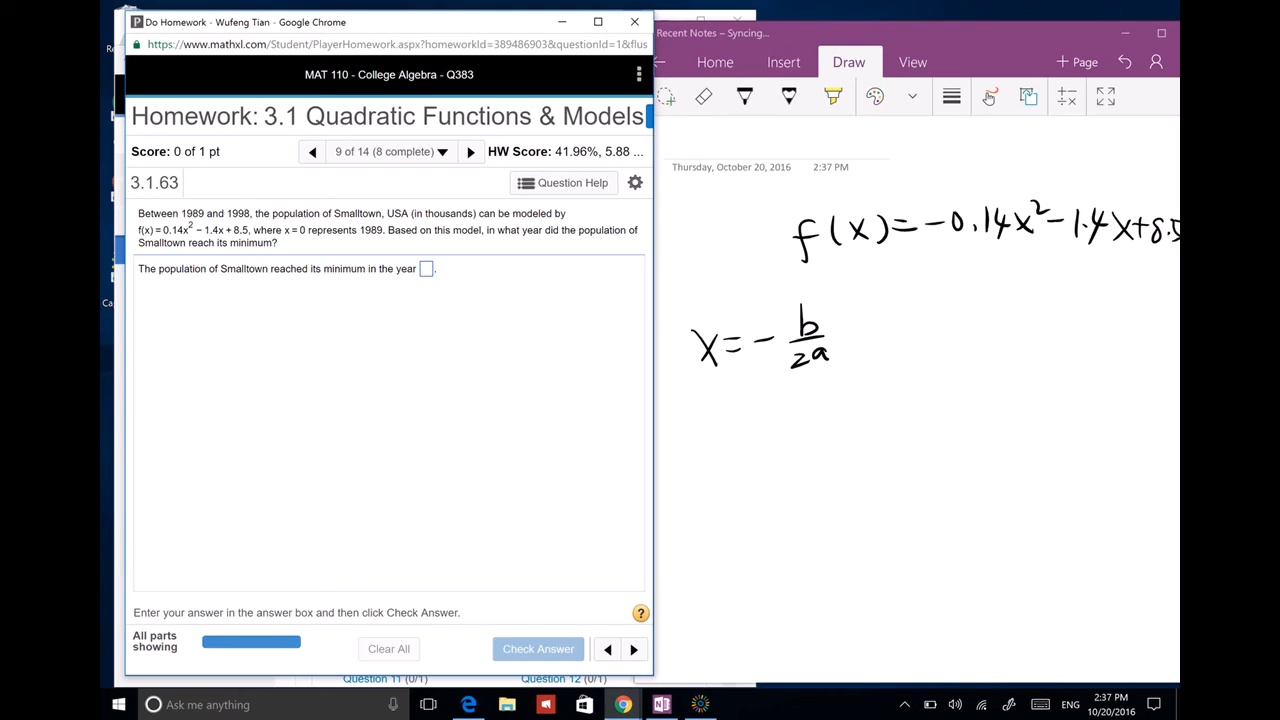 Do Homework - Wufeng Tian - Google Chrome
https://www.mathxl.com/Student/PlayerHomework.aspx?homeworkId=389486903&questionId=1&flus
MAT 110 - College Algebra - Q383
Homework: 3.1 Quadratic Functions & Models
Score: 0 of 1 pt
9 of 14 (8 complete)
HW Score: 41.96%, 5.88 ...
3.1.63
Question Help
Between 1989 and 1998, the population of Smalltown, USA (in thousands) can be modeled by
f(x) = 0.14x² − 1.4x + 8.5, where x = 0 represents 1989. Based on this model, in what year did the population of
Smalltown reach its minimum?
The population of Smalltown reached its minimum in the year .
Enter your answer in the answer box and then click Check Answer.
?
All parts
showing
Clear All
Check Answer
Question 11 (0/1)
Question 12 (0/1)
Recent Notes – Syncing...
Home
Insert
Draw
View
+ Page
Thursday, October 20, 2016
2:37 PM
f(x) = -0.14x² - 1.4x + 8.5
x = - b/2a
Ask me something
ENG
2:37 PM
10/20/2016